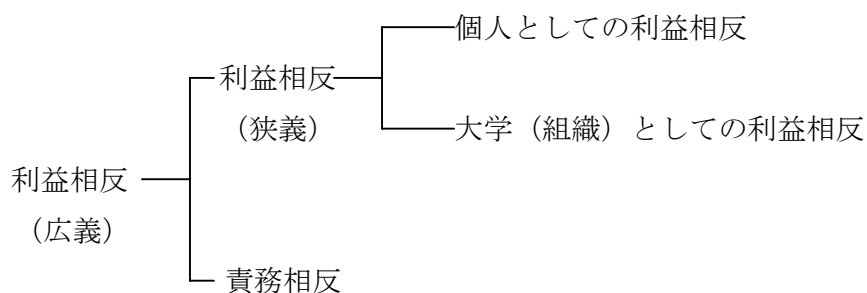 個人としての利益相反
利益相反
（狭義）
大学（組織）としての利益相反
利益相反
（広義）
責務相反